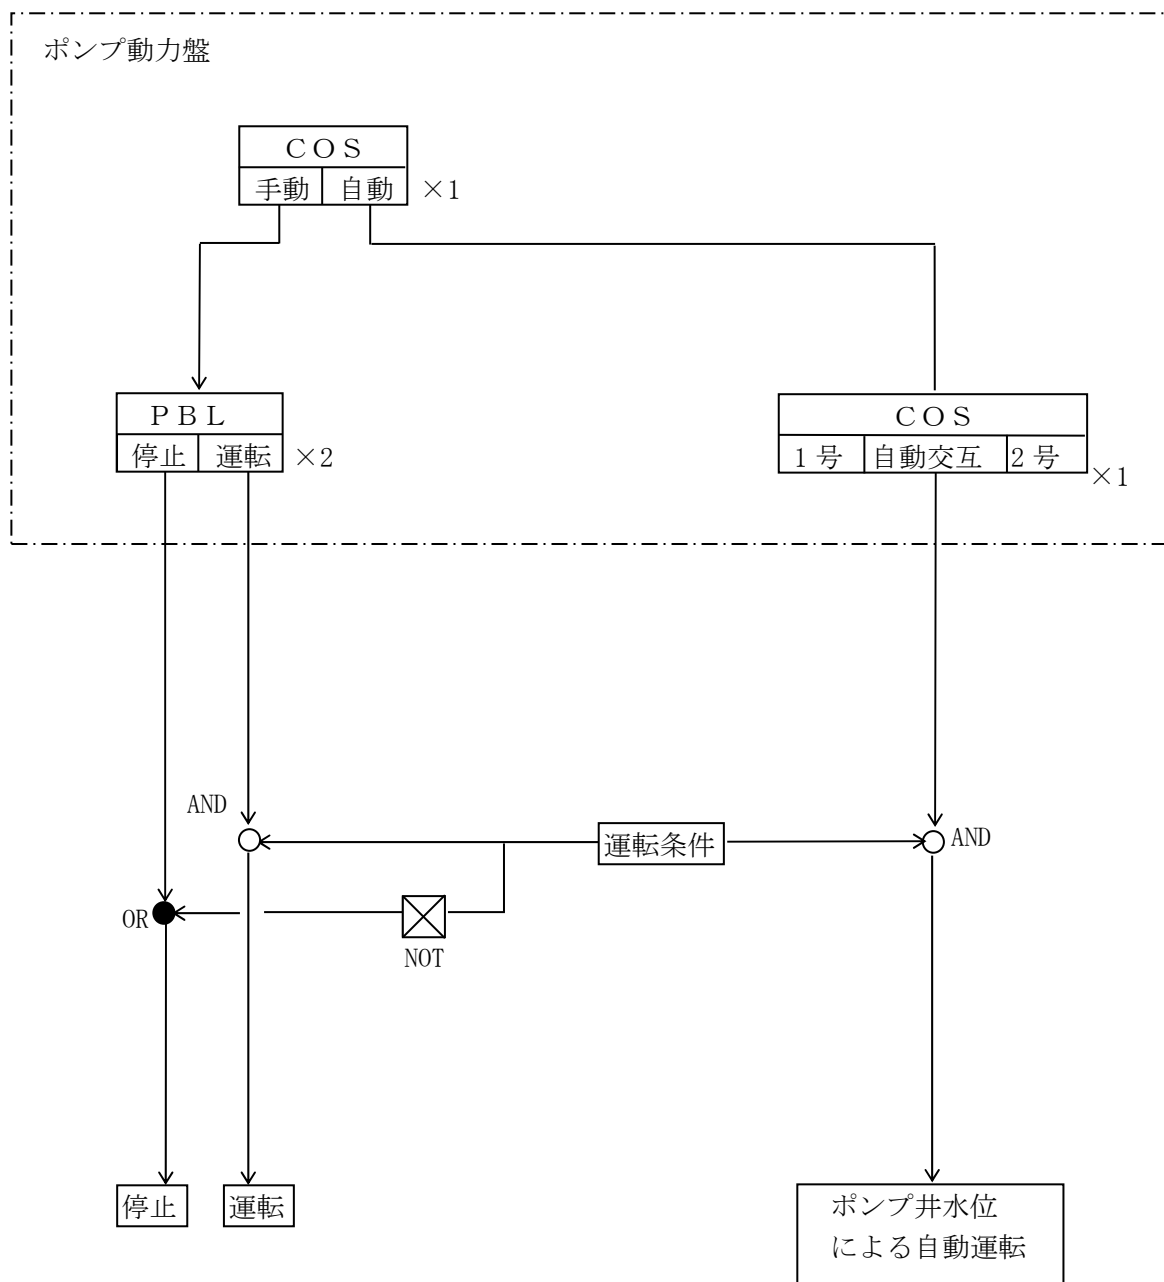 ポンプ動力盤
ＣＯＳ
手動 自動 ×1
ＰＢＬ
停止 運転 ×2
ＣＯＳ
１号 自動交互 2号 ×1
AND
運転条件
AND
OR
NOT
停止
運転
ポンプ井水位
による自動運転